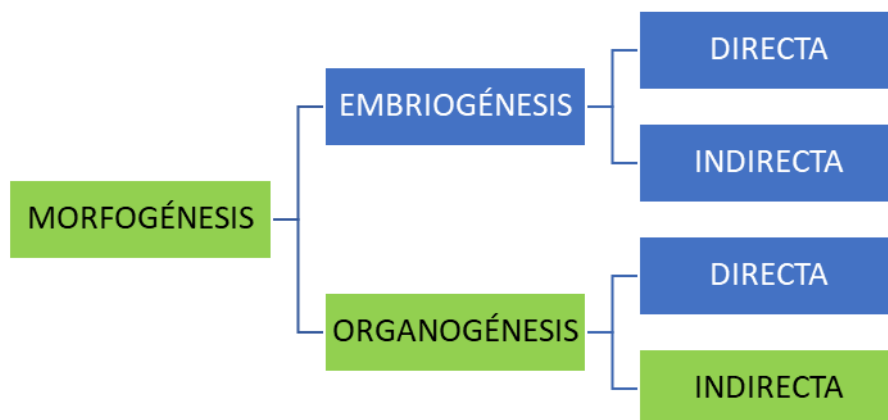 MORFOGÉNESIS
EMBRIOGÉNESIS
DIRECTA
INDIRECTA
ORGANOGÉNESIS
DIRECTA
INDIRECTA